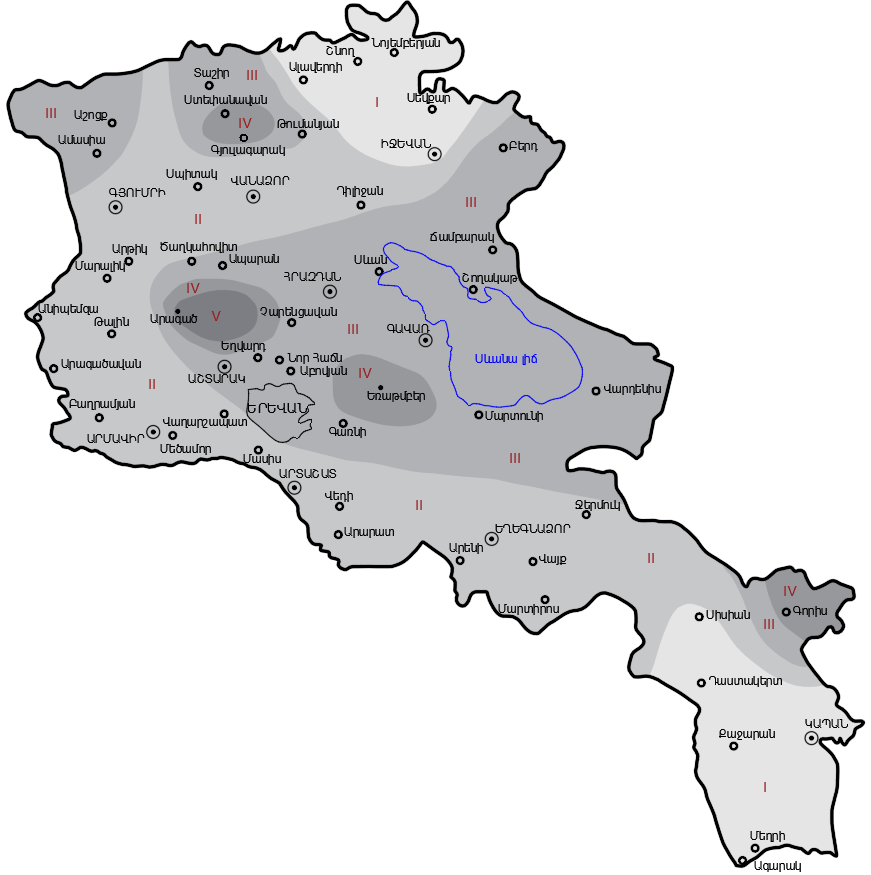 Նոյեմբերյան
Շնող
Ալավերդի
III
Տաշիր
I
Սևքար
Ստեփանավան
III
Աշոցք
IV
Թումանյան
Ամասիա
Գյուլագարակ
ԻՋԵՎԱՆ
Բերդ
Սպիտակ
ՎԱՆԱՁՈՐ
ԳՅՈՒՄՐԻ
Դիլիջան
III
II
Ճամբարակ
Արթիկ
Ծաղկահովիտ
Ապարան
Սևան
Մարալիկ
ՀՐԱԶԴԱՆ
Շողակաթ
IV
Անիպեմզա
Արագած
V
Չարենցավան
Թալին
III
ԳԱՎԱՌ
Եղվարդ
Նոր Հաճն
Սևանա լիճ
Արագածավան
Աբովյան
IV
ԱՇՏԱՐԱԿ
II
Եռաթմբեր
Վարդենիս
Բաղրամյան
ԵՐԵՎԱՆ
Մարտունի
Վաղարշապատ
Գառնի
ԱՐՄԱՎԻՐ
Մեծամոր
Մասիս
III
ԱՐՏԱՇԱՏ
Վեդի
II
Ջերմուկ
Արարատ
ԵՂԵԳՆԱՁՈՐ
Արենի
Վայք
II
IV
Մարտիրոս
Սիսիան
Գորիս
III
Դաստակերտ
Քաջարան
ԿԱՊԱՆ
I
Մեղրի
Ագարակ